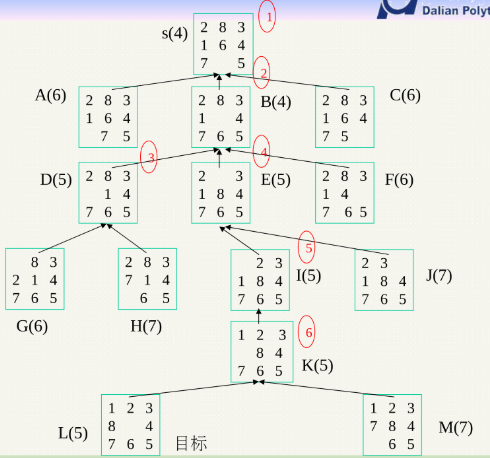 Dalian Polyt
s(4)
2 8 3
1 6 4
7 5
1
2
A(6)
2 8 3
1 6 4
7 5
B(4)
2 8 3
1 4
7 6 5
C(6)
2 8 3
1 6 4
7 5
3
4
D(5)
2 8 3
1 4
7 6 5
E(5)
2 3
1 8 4
7 6 5
F(6)
2 8 3
1 4
7 6 5
5
G(6)
8 3
2 1 4
7 6 5
H(7)
2 8 3
7 1 4
6 5
I(5)
2 3
1 8 4
7 6 5
J(7)
2 3
1 8 4
7 6 5
6
K(5)
1 2 3
8 4
7 6 5
L(5)
1 2 3
8 4
7 6 5
目标
M(7)
1 2 3
7 8 4
6 5